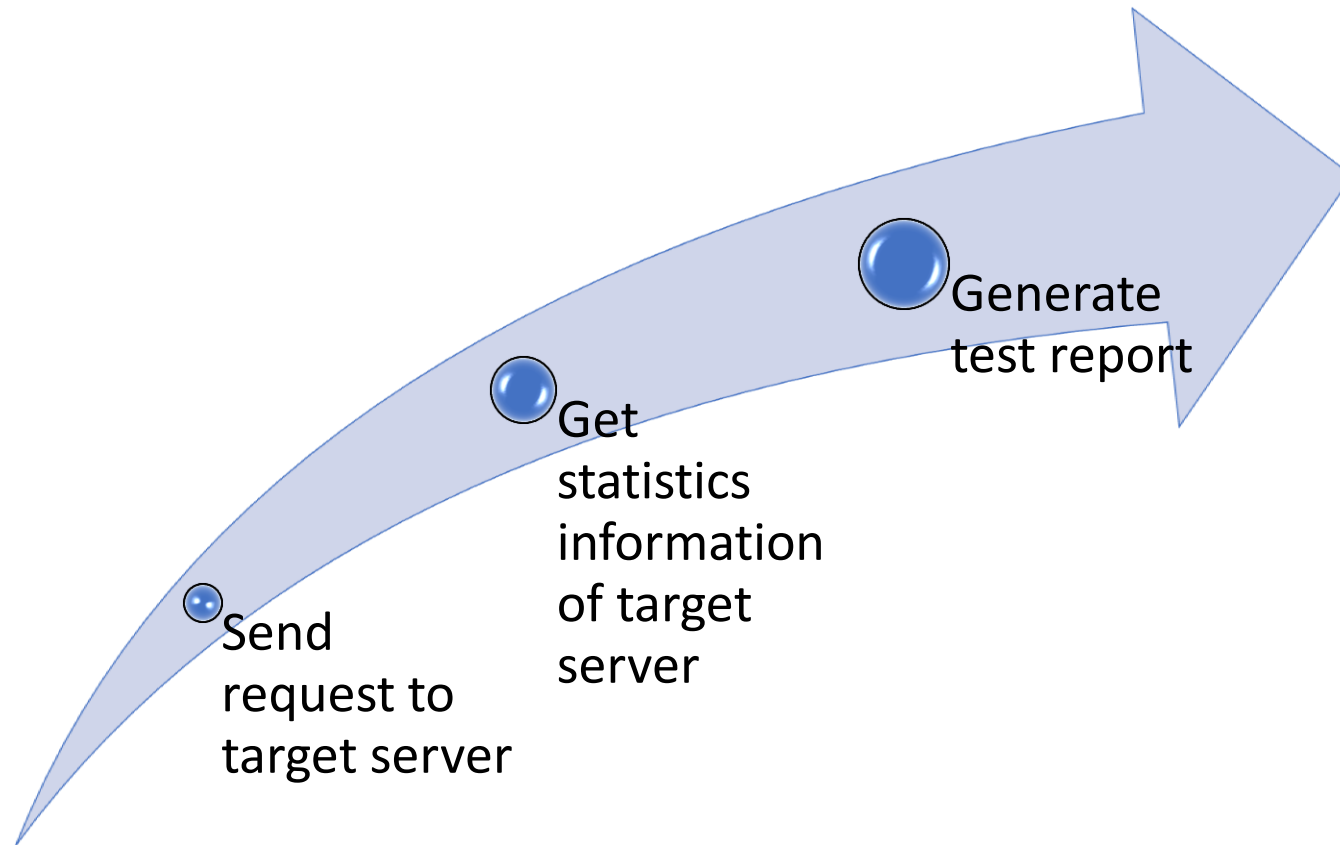 Send
request to
target server
Get
statistics
information
of target
server
Generate
test report